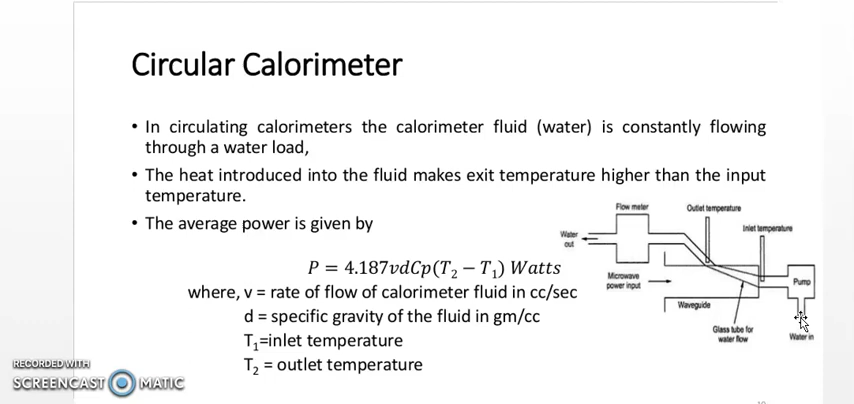 Circular Calorimeter
• In circulating calorimeters the calorimeter fluid (water) is constantly flowing
through a water load,
• The heat introduced into the fluid makes exit temperature higher than the input
temperature.
• The average power is given by
P = 4.187vdCp(T₂ − T₁) Watts
where, v = rate of flow of calorimeter fluid in cc/sec
d = specific gravity of the fluid in gm/cc
T₁=inlet temperature
T₂ = outlet temperature
Flow meter
Outlet temperature
Inlet temperature
Water
out
Microwave
power input
Pump
Waveguide
Glass tube for
water flow
Water in
RECORDED WITH
SCREENCAST MATIC